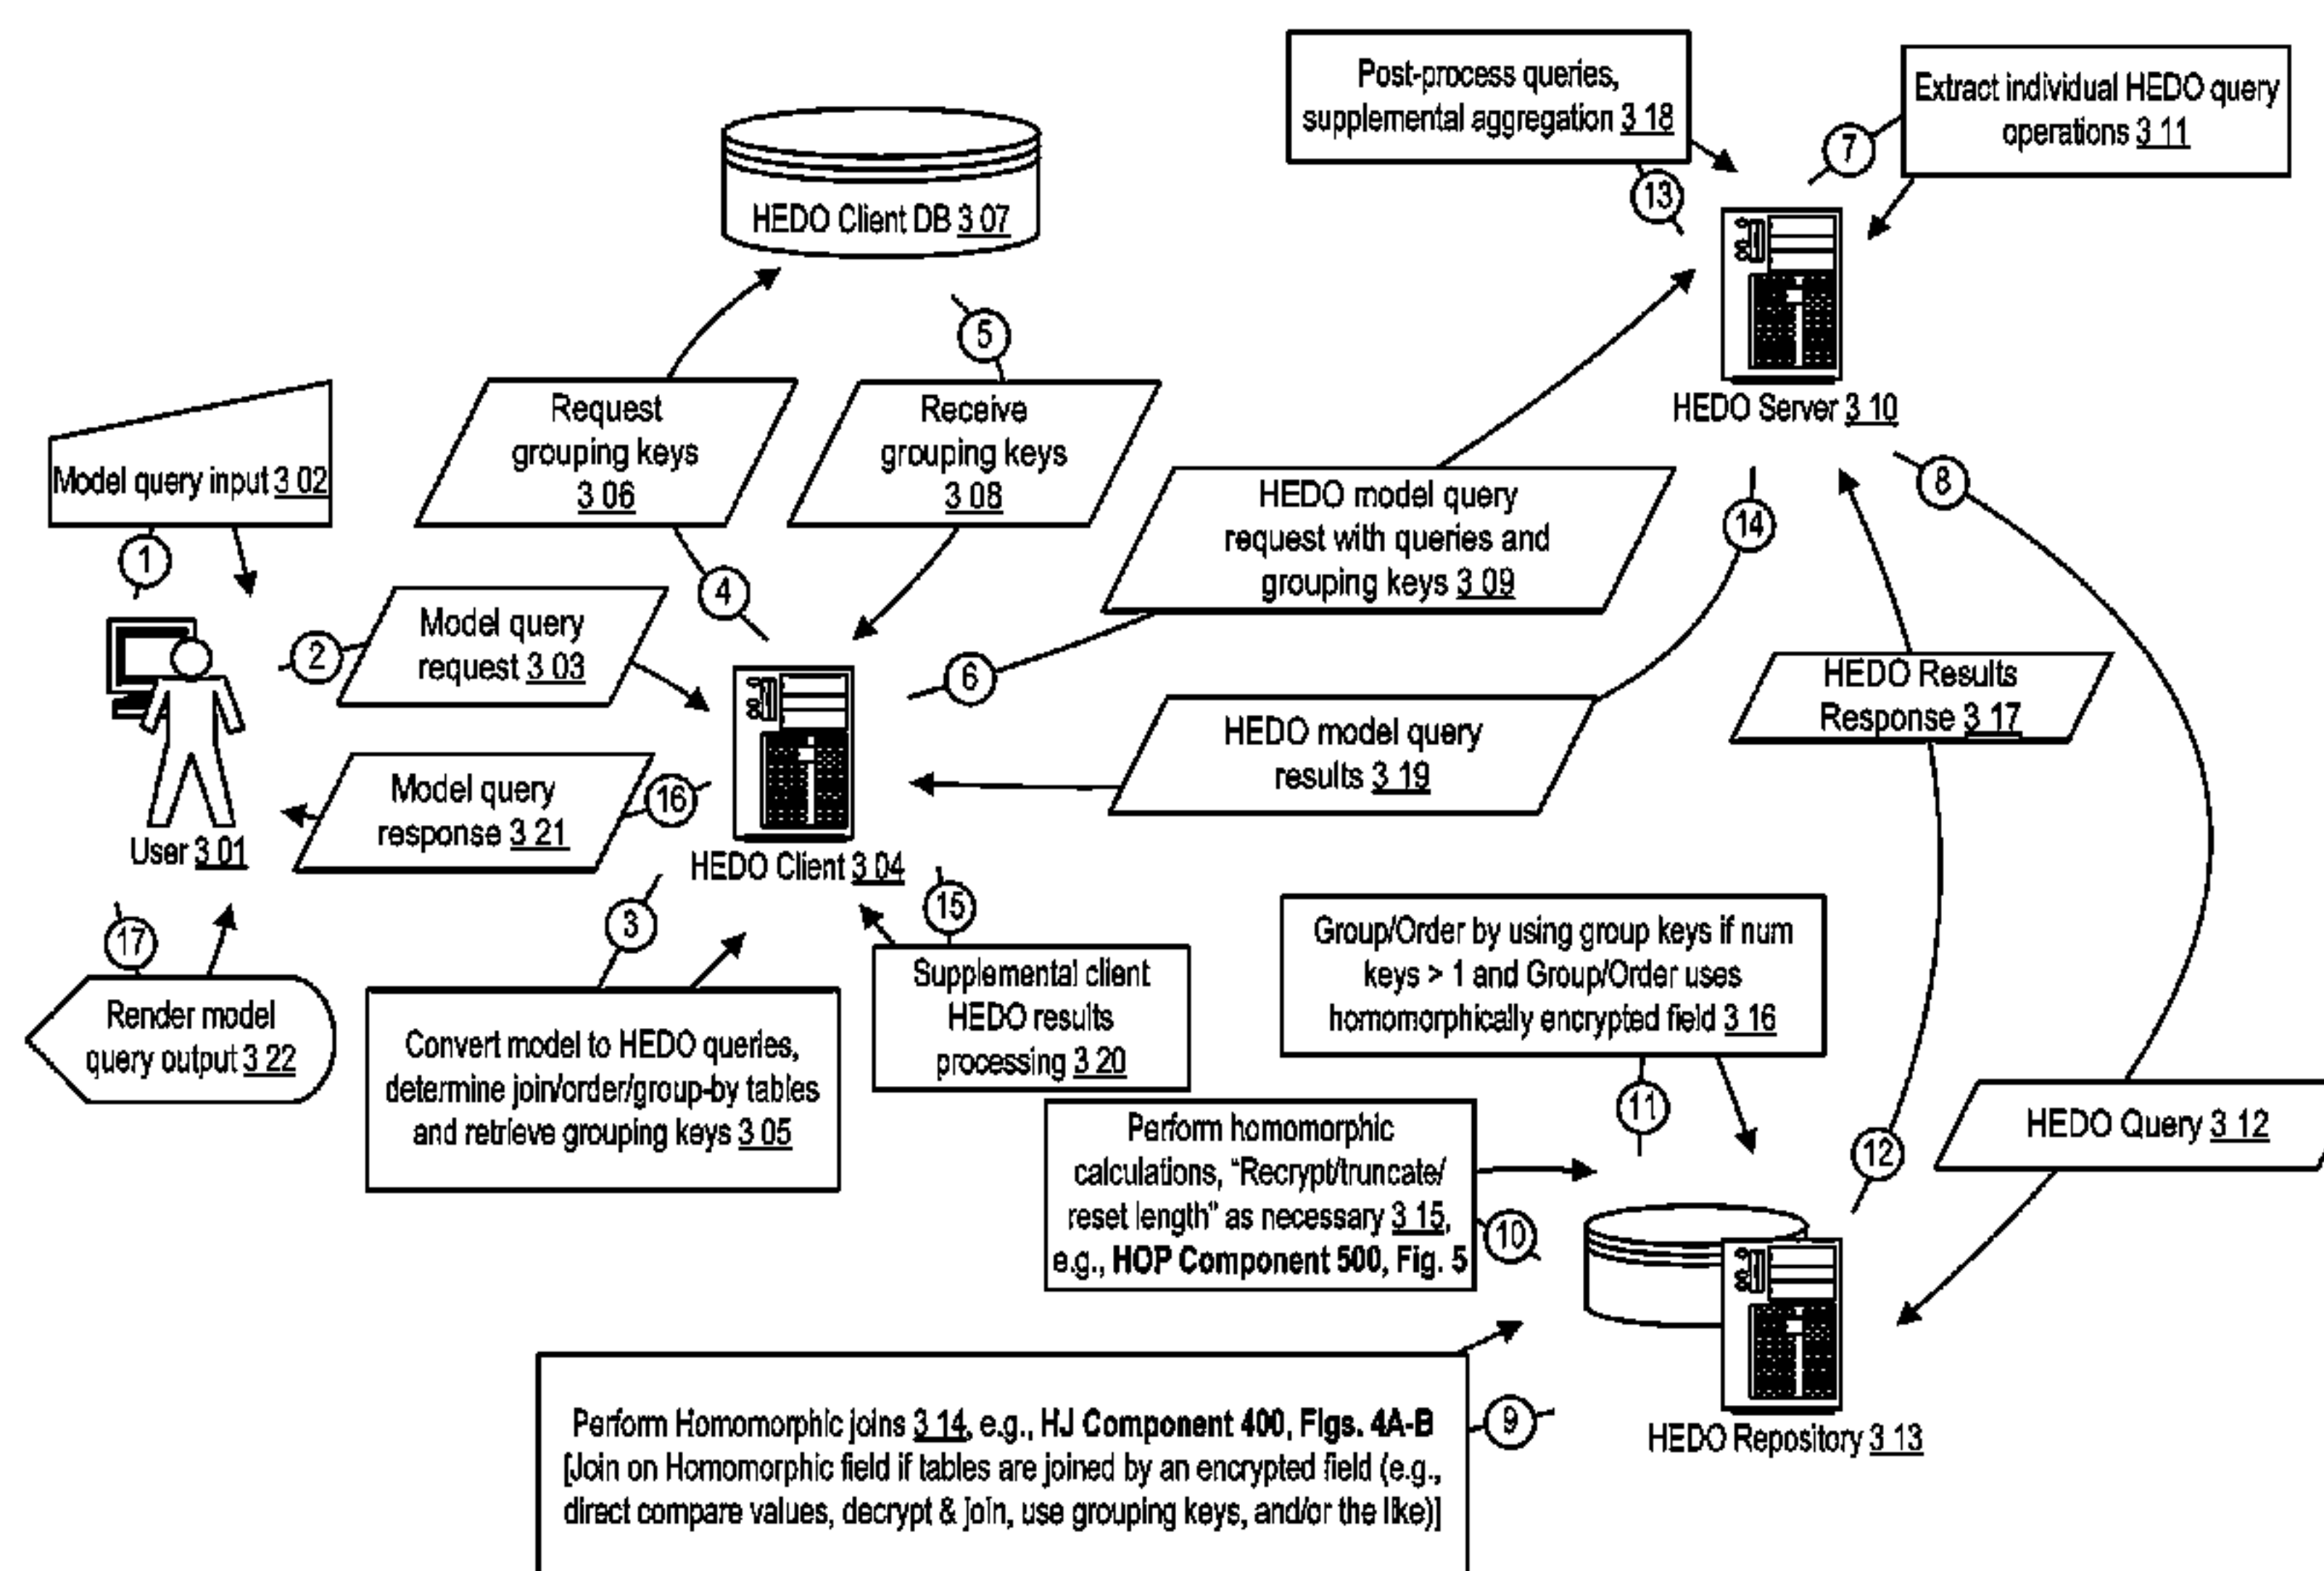 Post-process queries,
supplemental aggregation 3 18
7
Extract individual HEDO query
operations 3 11
13
HEDO Client DB 3 07
5
HEDO Server 3 10
Request
grouping keys
3 06
Receive
grouping keys
3 08
Model query input 3 02
HEDO model query
request with queries and
grouping keys 3 09
8
14
1
4
2
Model query
request 3 03
6
HEDO Results
Response 3 17
HEDO model query
results 3 19
Model query
response 3 21
16
User 3 01
HEDO Client 3 04
17
3
15
Render model
query output 3 22
Convert model to HEDO queries,
determine join/order/group-by tables
and retrieve grouping keys 3 05
Supplemental client
HEDO results
processing 3 20
Group/Order by using group keys if num
keys > 1 and Group/Order uses
homomorphically encrypted field 3 16
11
12
HEDO Query 3 12
Perform homomorphic
calculations, "Recrypt/truncate/
reset length" as necessary 3 15,
e.g., HOP Component 500, Fig. 5
10
Perform Homomorphic joins 3 14, e.g., HJ Component 400, Figs. 4A-B
[Join on Homomorphic field if tables are joined by an encrypted field (e.g.,
direct compare values, decrypt & join, use grouping keys, and/or the like)]
9
HEDO Repository 3 13